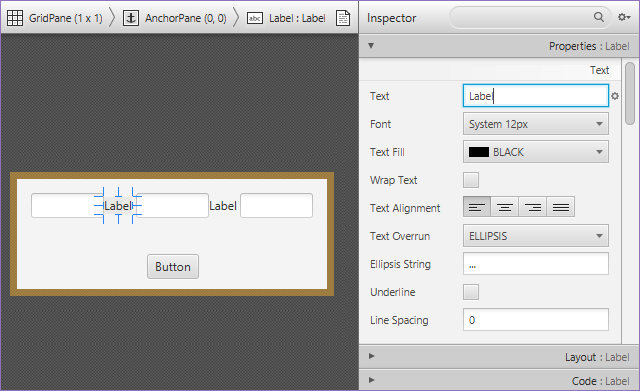 GridPane (1 x 1) AnchorPane (0, 0) abc Label : Label
Label Label
Button
Inspector
Properties : Label
Text
Text Label
Font System 12px
Text Fill BLACK
Wrap Text
Text Alignment
Text Overrun ELLIPSIS
Ellipsis String ...
Underline
Line Spacing 0
Layout : Label
Code : Label